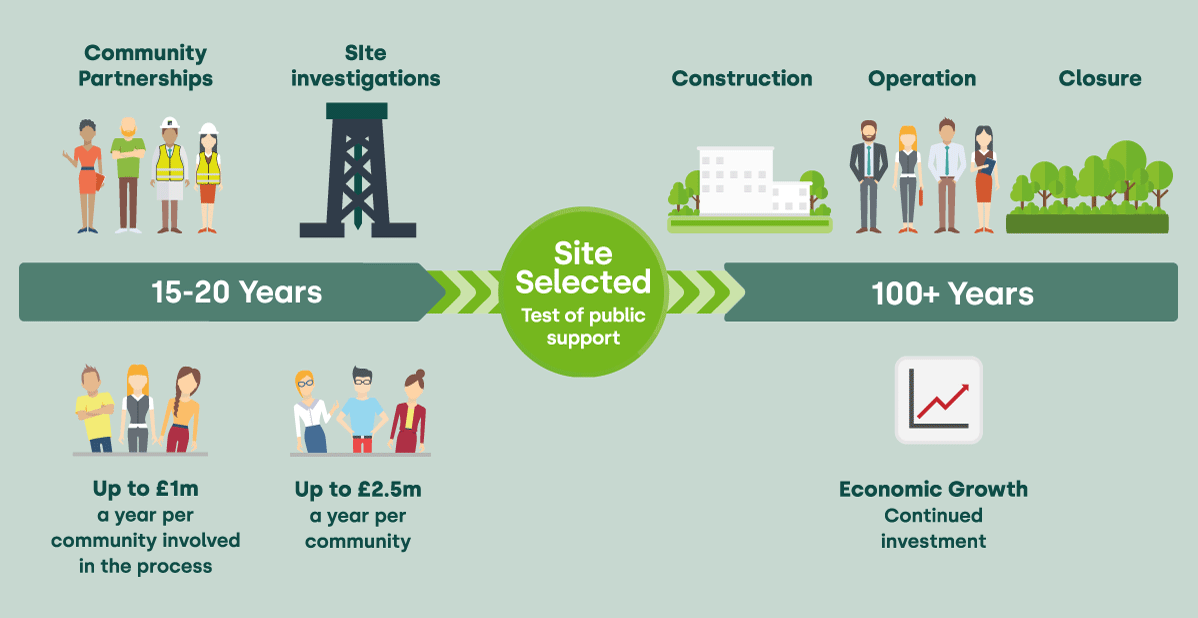 Community
Partnerships
SIte
investigations
Construction
Operation
Closure
15-20 Years
Site
Selected
Test of public
support
100+ Years
Up to £1m
a year per
community involved
in the process
Up to £2.5m
a year per
community
Economic Growth
Continued
investment